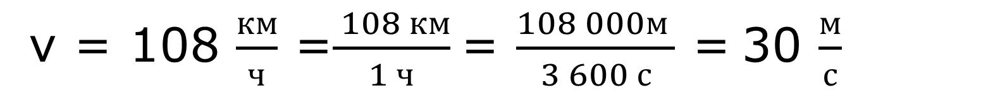 v = 108 км/ч = 108 км/1 ч = 108 000м/3 600 с = 30 м/с